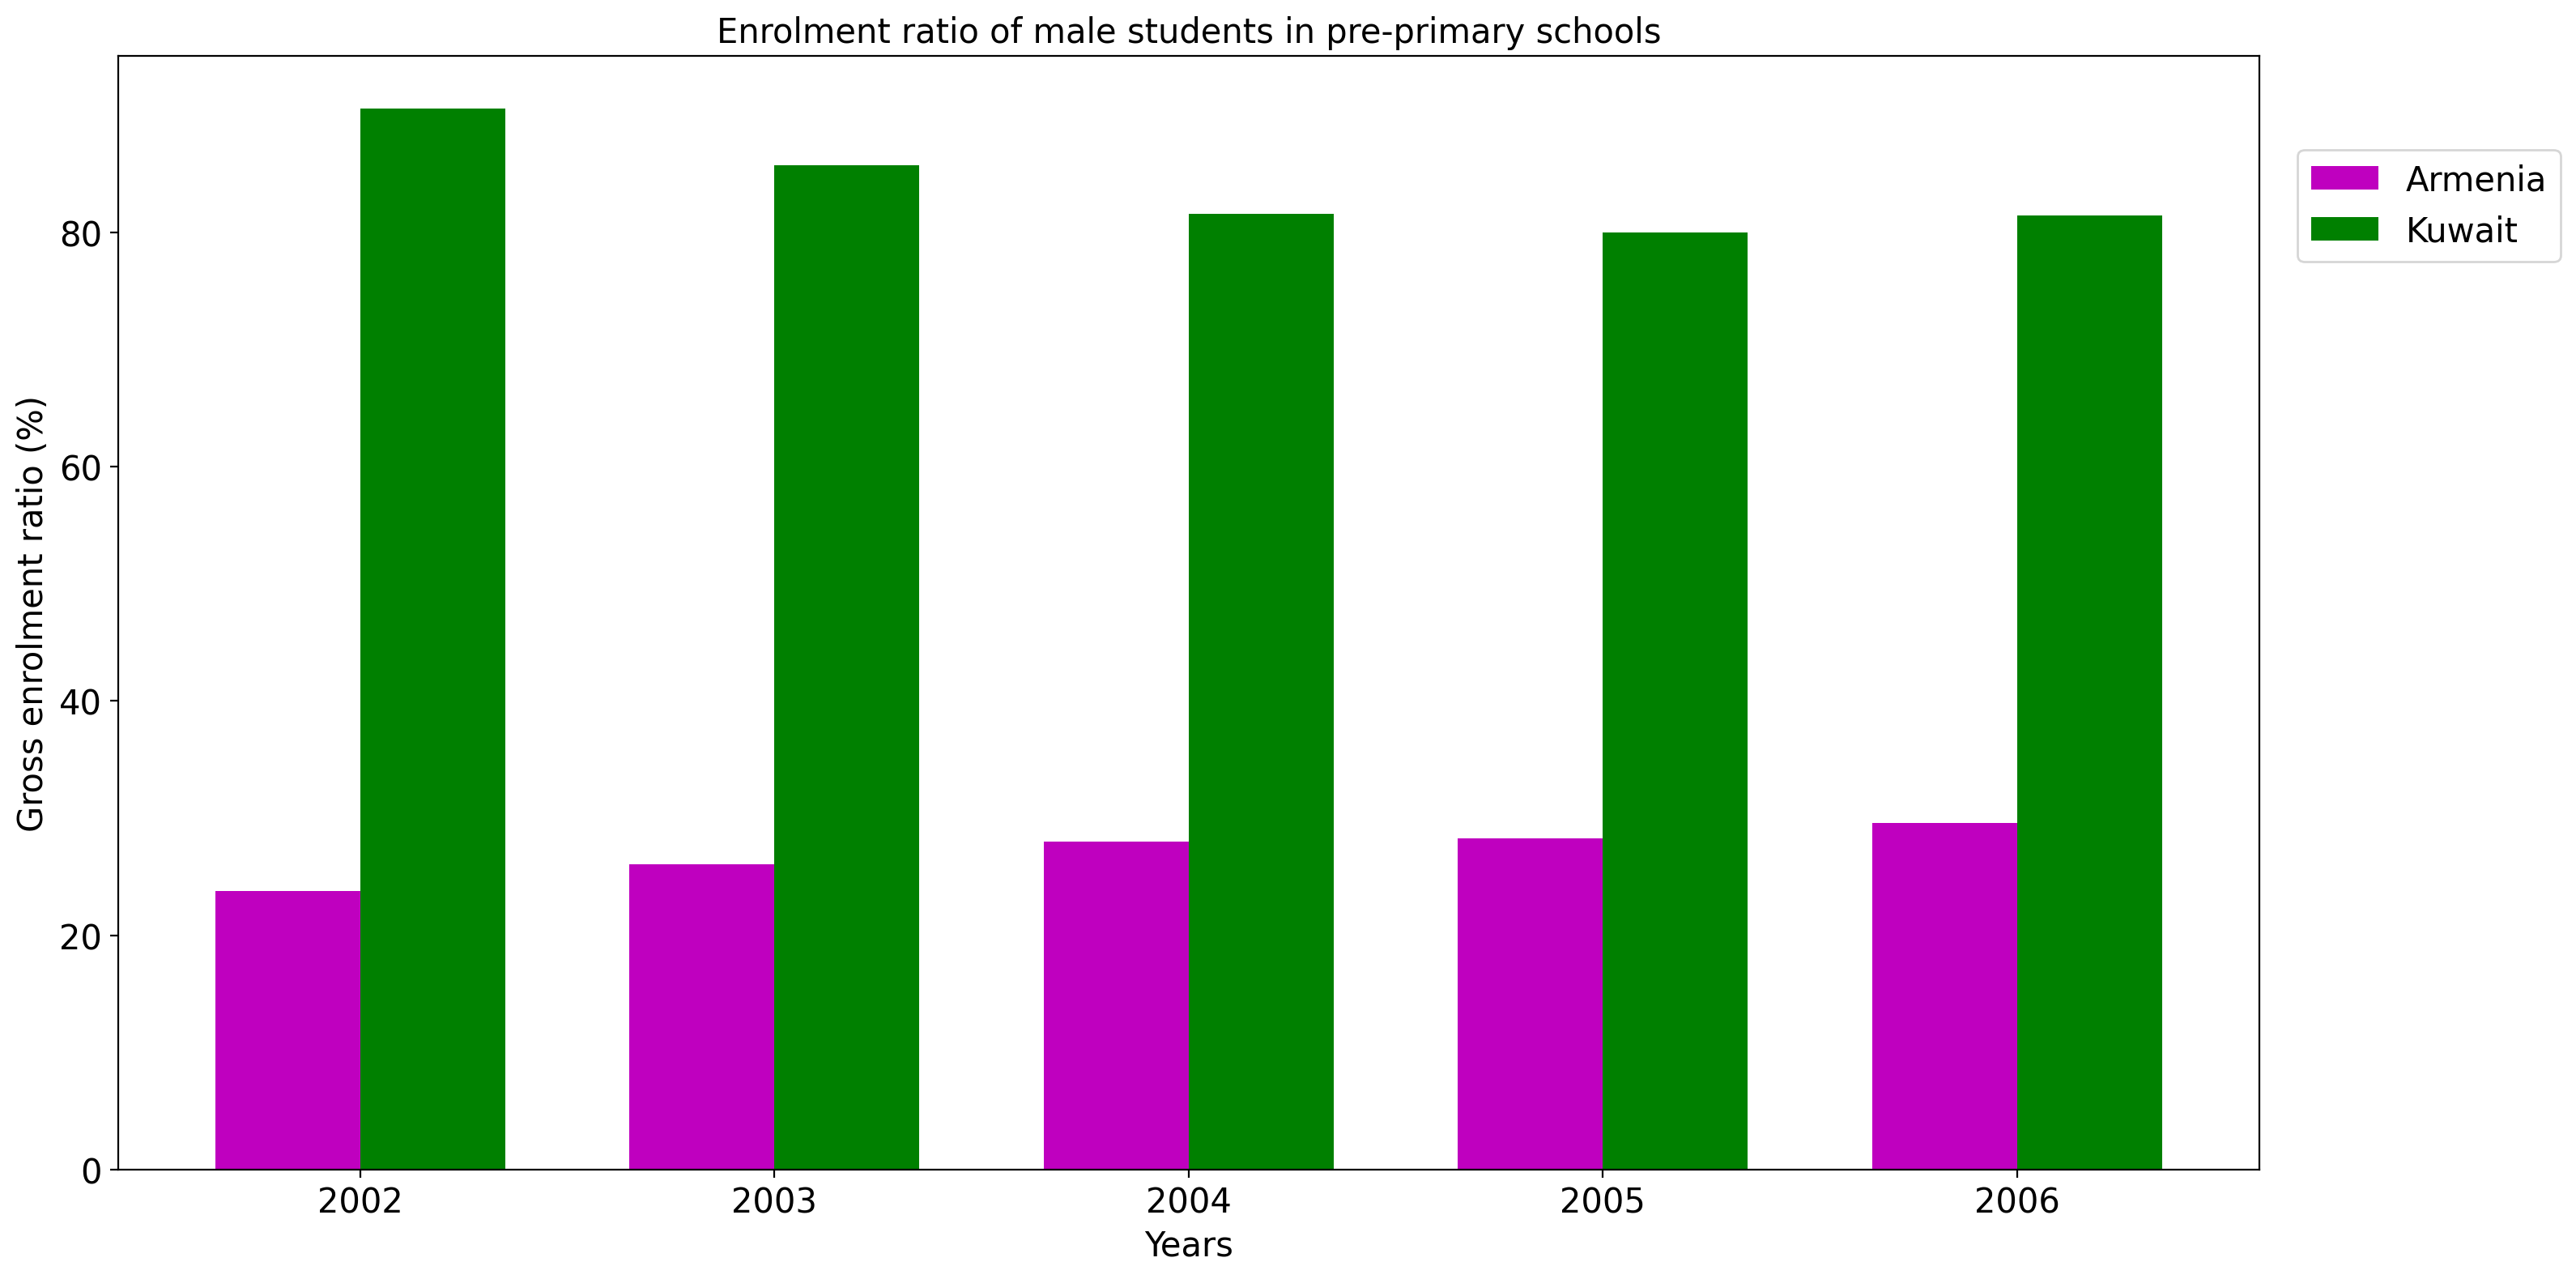 Enrolment ratio of male students in pre-primary schools
Gross enrolment ratio (%)
80
60
40
20
0
2002 2003 2004 2005 2006
Years
Armenia
Kuwait